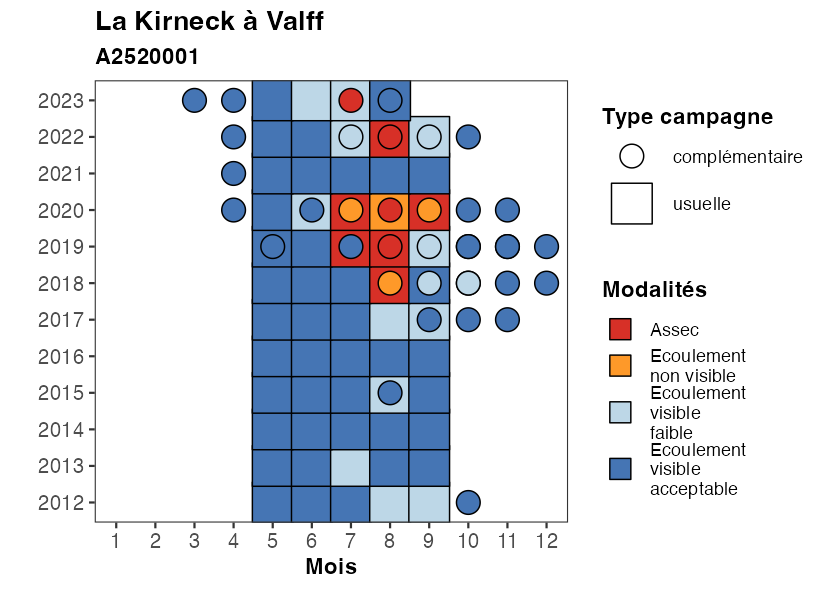 La Kirneck à Valff
A2520001
2023
2022
2021
2020
2019
2018
2017
2016
2015
2014
2013
2012
1 2 3 4 5 6 7 8 9 10 11 12
Mois
Type campagne
complémentaire
usuelle
Modalités
Assec
Ecoulement
non visible
Ecoulement
visible
faible
Ecoulement
visible
acceptable